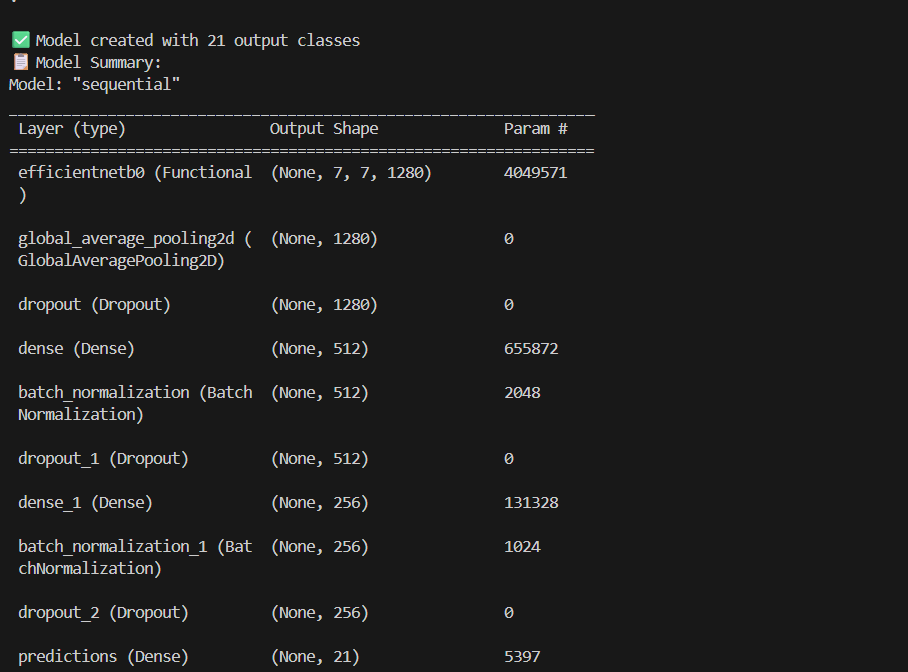 ✅ Model created with 21 output classes
📋 Model Summary:
Model: "sequential"
_________________________________________________________________
Layer (type) Output Shape Param #
=================================================================
efficientnetb0 (Functional (None, 7, 7, 1280) 4049571
)
global_average_pooling2d ( (None, 1280) 0
GlobalAveragePooling2D)
dropout (Dropout) (None, 1280) 0
dense (Dense) (None, 512) 655872
batch_normalization (Batch (None, 512) 2048
Normalization)
dropout_1 (Dropout) (None, 512) 0
dense_1 (Dense) (None, 256) 131328
batch_normalization_1 (Bat (None, 256) 1024
chNormalization)
dropout_2 (Dropout) (None, 256) 0
predictions (Dense) (None, 21) 5397